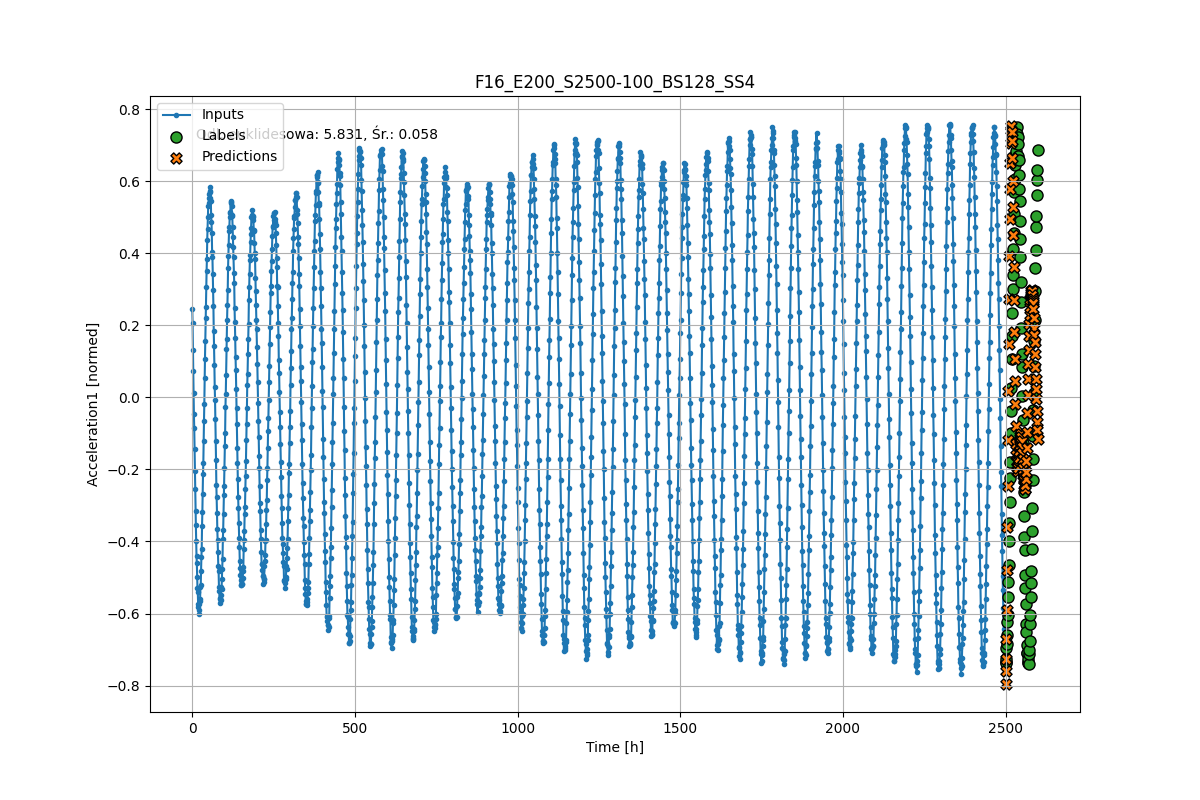 F16_E200_S2500-100_BS128_SS4
Inputs
Labels
Predictions
sowa: 5.831, Śr.: 0.058
0.8
0.6
0.4
0.2
0.0
−0.2
−0.4
−0.6
−0.8
Acceleration1 [normed]
0
500
1000
1500
2000
2500
Time [h]